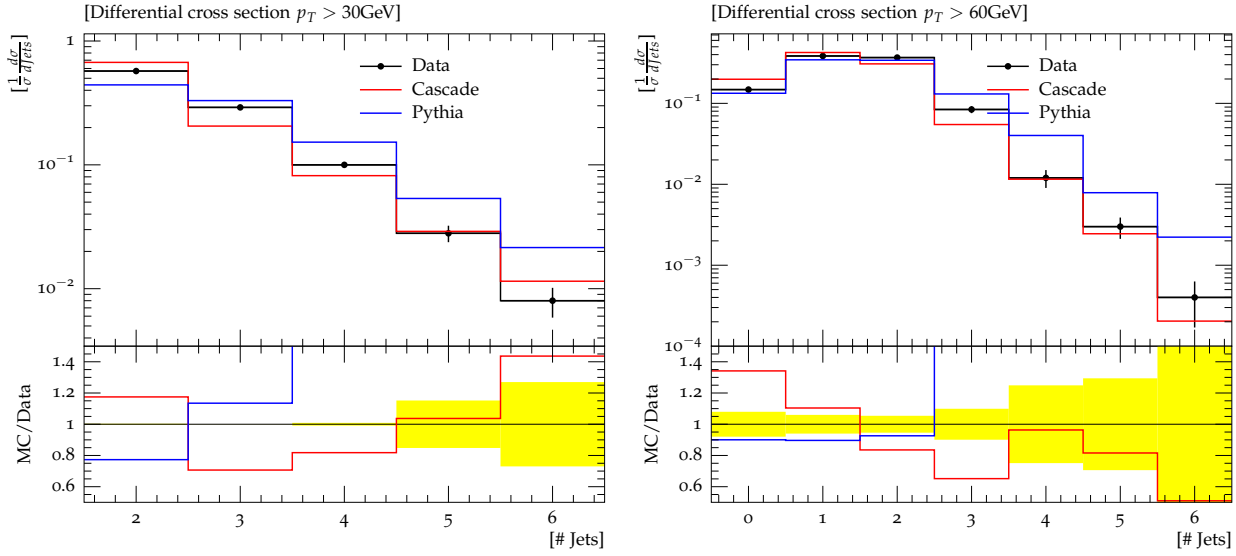 [Differential cross section p_T > 30GeV]
[1/σ dσ/dJets]
1
10^−1
10^−2
Data
Cascade
Pythia
MC/Data
1.4
1.2
1
0.8
0.6
2 3 4 5 6
[# Jets]
[Differential cross section p_T > 60GeV]
[1/σ dσ/dJets]
10^−1
10^−2
10^−3
10^−4
Data
Cascade
Pythia
MC/Data
1.4
1.2
1
0.8
0.6
0 1 2 3 4 5 6
[# Jets]